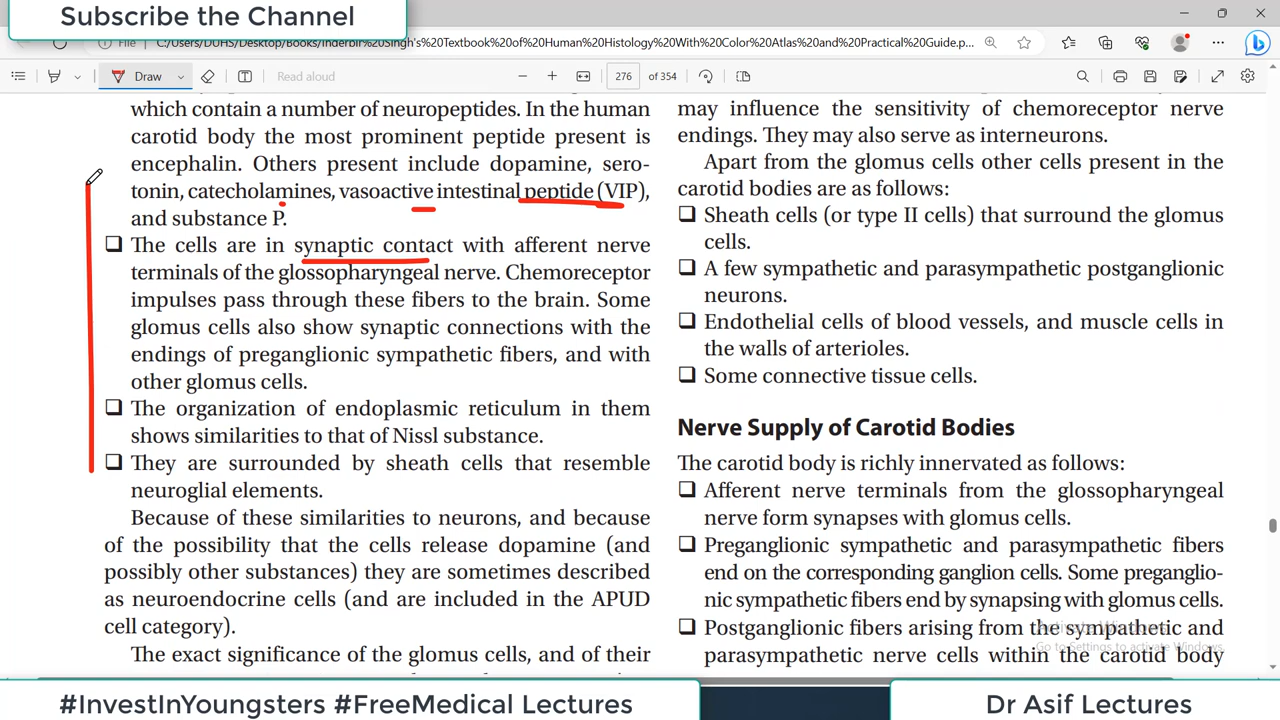 Subscribe the Channel
File
C:/Users/DUHS/Desktop/Books/Inderbir%20Singh's%20Textbook%20of%20Human%20Histology%20With%20Color%20Atlas%20and%20Practical%20Guide.p...
Draw
Read aloud
276 of 354
which contain a number of neuropeptides. In the human
carotid body the most prominent peptide present is
encephalin. Others present include dopamine, sero-
tonin, catecholamines, vasoactive intestinal peptide (VIP),
and substance P.
❑ The cells are in synaptic contact with afferent nerve
terminals of the glossopharyngeal nerve. Chemoreceptor
impulses pass through these fibers to the brain. Some
glomus cells also show synaptic connections with the
endings of preganglionic sympathetic fibers, and with
other glomus cells.
❑ The organization of endoplasmic reticulum in them
shows similarities to that of Nissl substance.
❑ They are surrounded by sheath cells that resemble
neuroglial elements.
Because of these similarities to neurons, and because
of the possibility that the cells release dopamine (and
possibly other substances) they are sometimes described
as neuroendocrine cells (and are included in the APUD
cell category).
The exact significance of the glomus cells, and of their
may influence the sensitivity of chemoreceptor nerve
endings. They may also serve as interneurons.
Apart from the glomus cells other cells present in the
carotid bodies are as follows:
❑ Sheath cells (or type II cells) that surround the glomus
cells.
❑ A few sympathetic and parasympathetic postganglionic
neurons.
❑ Endothelial cells of blood vessels, and muscle cells in
the walls of arterioles.
❑ Some connective tissue cells.
Nerve Supply of Carotid Bodies
The carotid body is richly innervated as follows:
❑ Afferent nerve terminals from the glossopharyngeal
nerve form synapses with glomus cells.
❑ Preganglionic sympathetic and parasympathetic fibers
end on the corresponding ganglion cells. Some preganglio-
nic sympathetic fibers end by synapsing with glomus cells.
❑ Postganglionic fibers arising from the sympathetic and
parasympathetic nerve cells within the carotid body
Activate Windows
Go to Settings to activate Windows.
#InvestInYoungsters #FreeMedical Lectures
Dr Asif Lectures